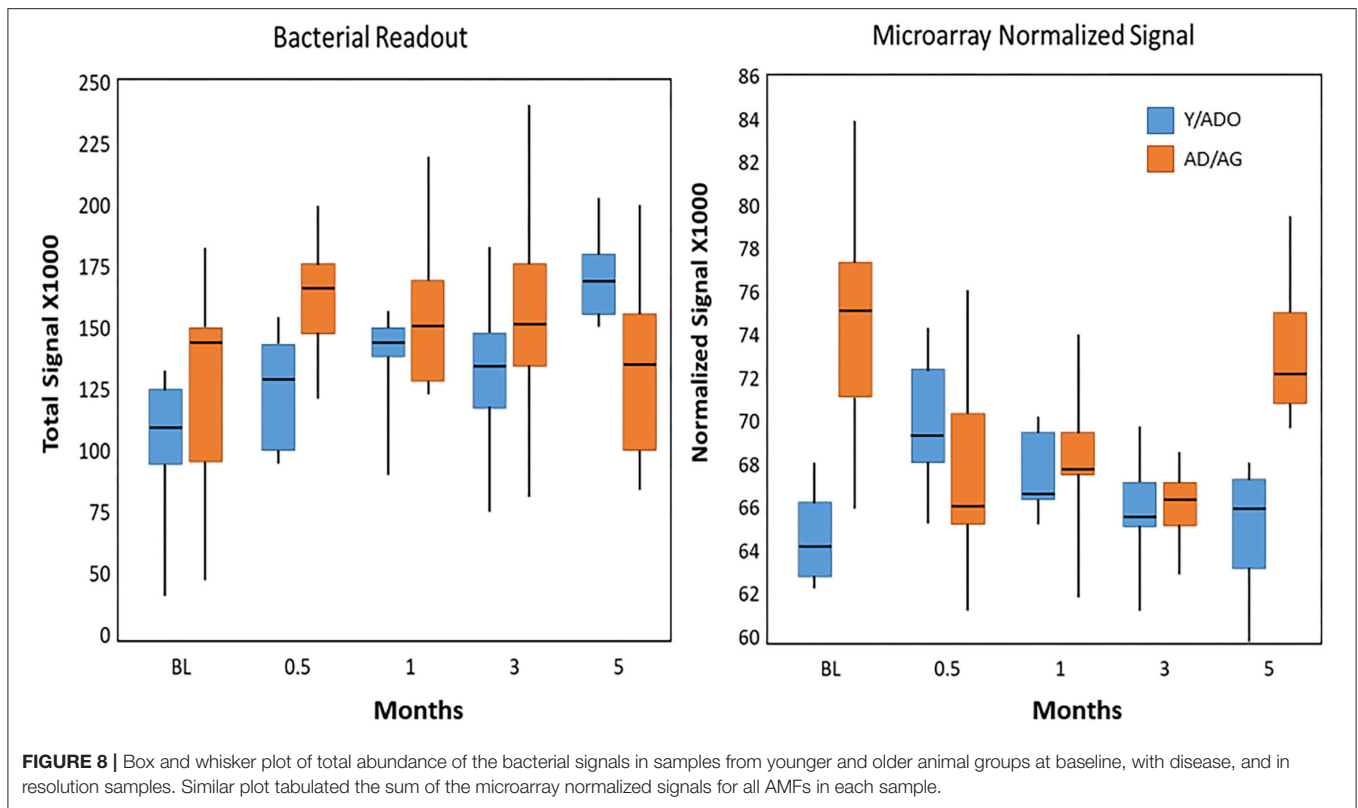 Bacterial Readout
Total Signal X1000
250
225
200
175
150
125
100
75
50
0
BL
0.5
1
3
5
Months
Microarray Normalized Signal
Normalized Signal X1000
86
84
82
80
78
76
74
72
70
68
66
64
62
60
Y/ADO
AD/AG
BL
0.5
1
3
5
Months
FIGURE 8 | Box and whisker plot of total abundance of the bacterial signals in samples from younger and older animal groups at baseline, with disease, and in
resolution samples. Similar plot tabulated the sum of the microarray normalized signals for all AMFs in each sample.